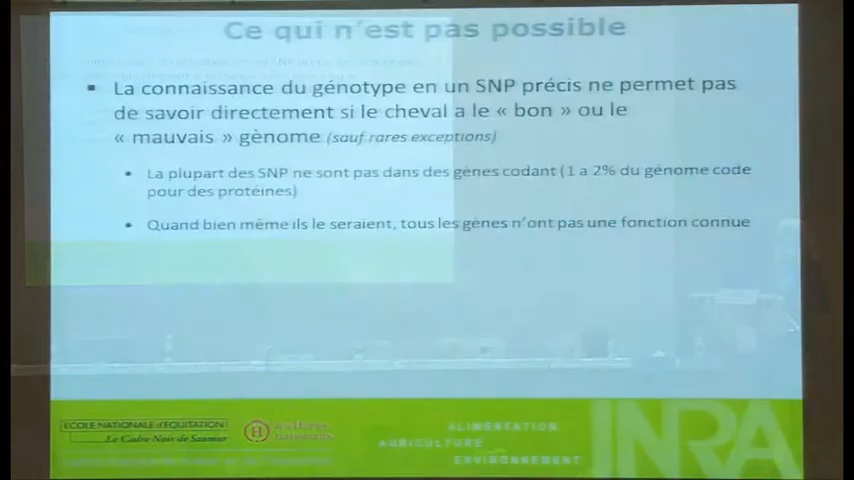 Ce qui n'est pas possible
▪ La connaissance du génotype en un SNP précis ne permet pas
de savoir directement si le cheval a le « bon » ou le
« mauvais » gènome (sauf rares exceptions)
• La plupart des SNP ne sont pas dans des gènes codant (1 a 2% du génome code
pour des protéines)
• Quand bien même ils le seraient, tous les gènes n'ont pas une fonction connue
ECOLE NATIONALE d'EQUITATION
Le Cadre Noir de Saumur
les Haras
nationaux
ALIMENTATION
AGRICULTURE
ENVIRONNEMENT
INRA